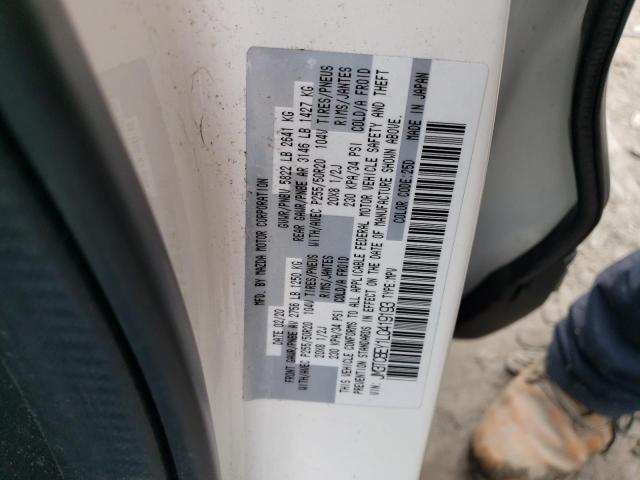 MFD. BY MAZDA MOTOR CORPORATION
DATE 02/20 GVWR/PNBV 5822 LB 2641 KG
FRONT GAWR/PNBE AV 2756 LB 1250 KG REAR GAWR/PNBE AR 3146 LB 1427 KG
WITH/AVEC P255/50R20 104V TIRES/PNEUS WITH/AVEC P255/50R20 104V TIRES/PNEUS
20X8 1/2J RIMS/JANTES 20X8 1/2J RIMS/JANTES
230 KPA/34 PSI COLD/A FROID 230 KPA/34 PSI COLD/A FROID
THIS VEHICLE CONFORMS TO ALL APPLICABLE FEDERAL MOTOR VEHICLE SAFETY AND THEFT
PREVENTION STANDARDS IN EFFECT ON THE DATE OF MANUFACTURE SHOWN ABOVE.
VIN: JM3TCBEY1L0419193 TYPE:MPV COLOR CODE:25D MADE IN JAPAN